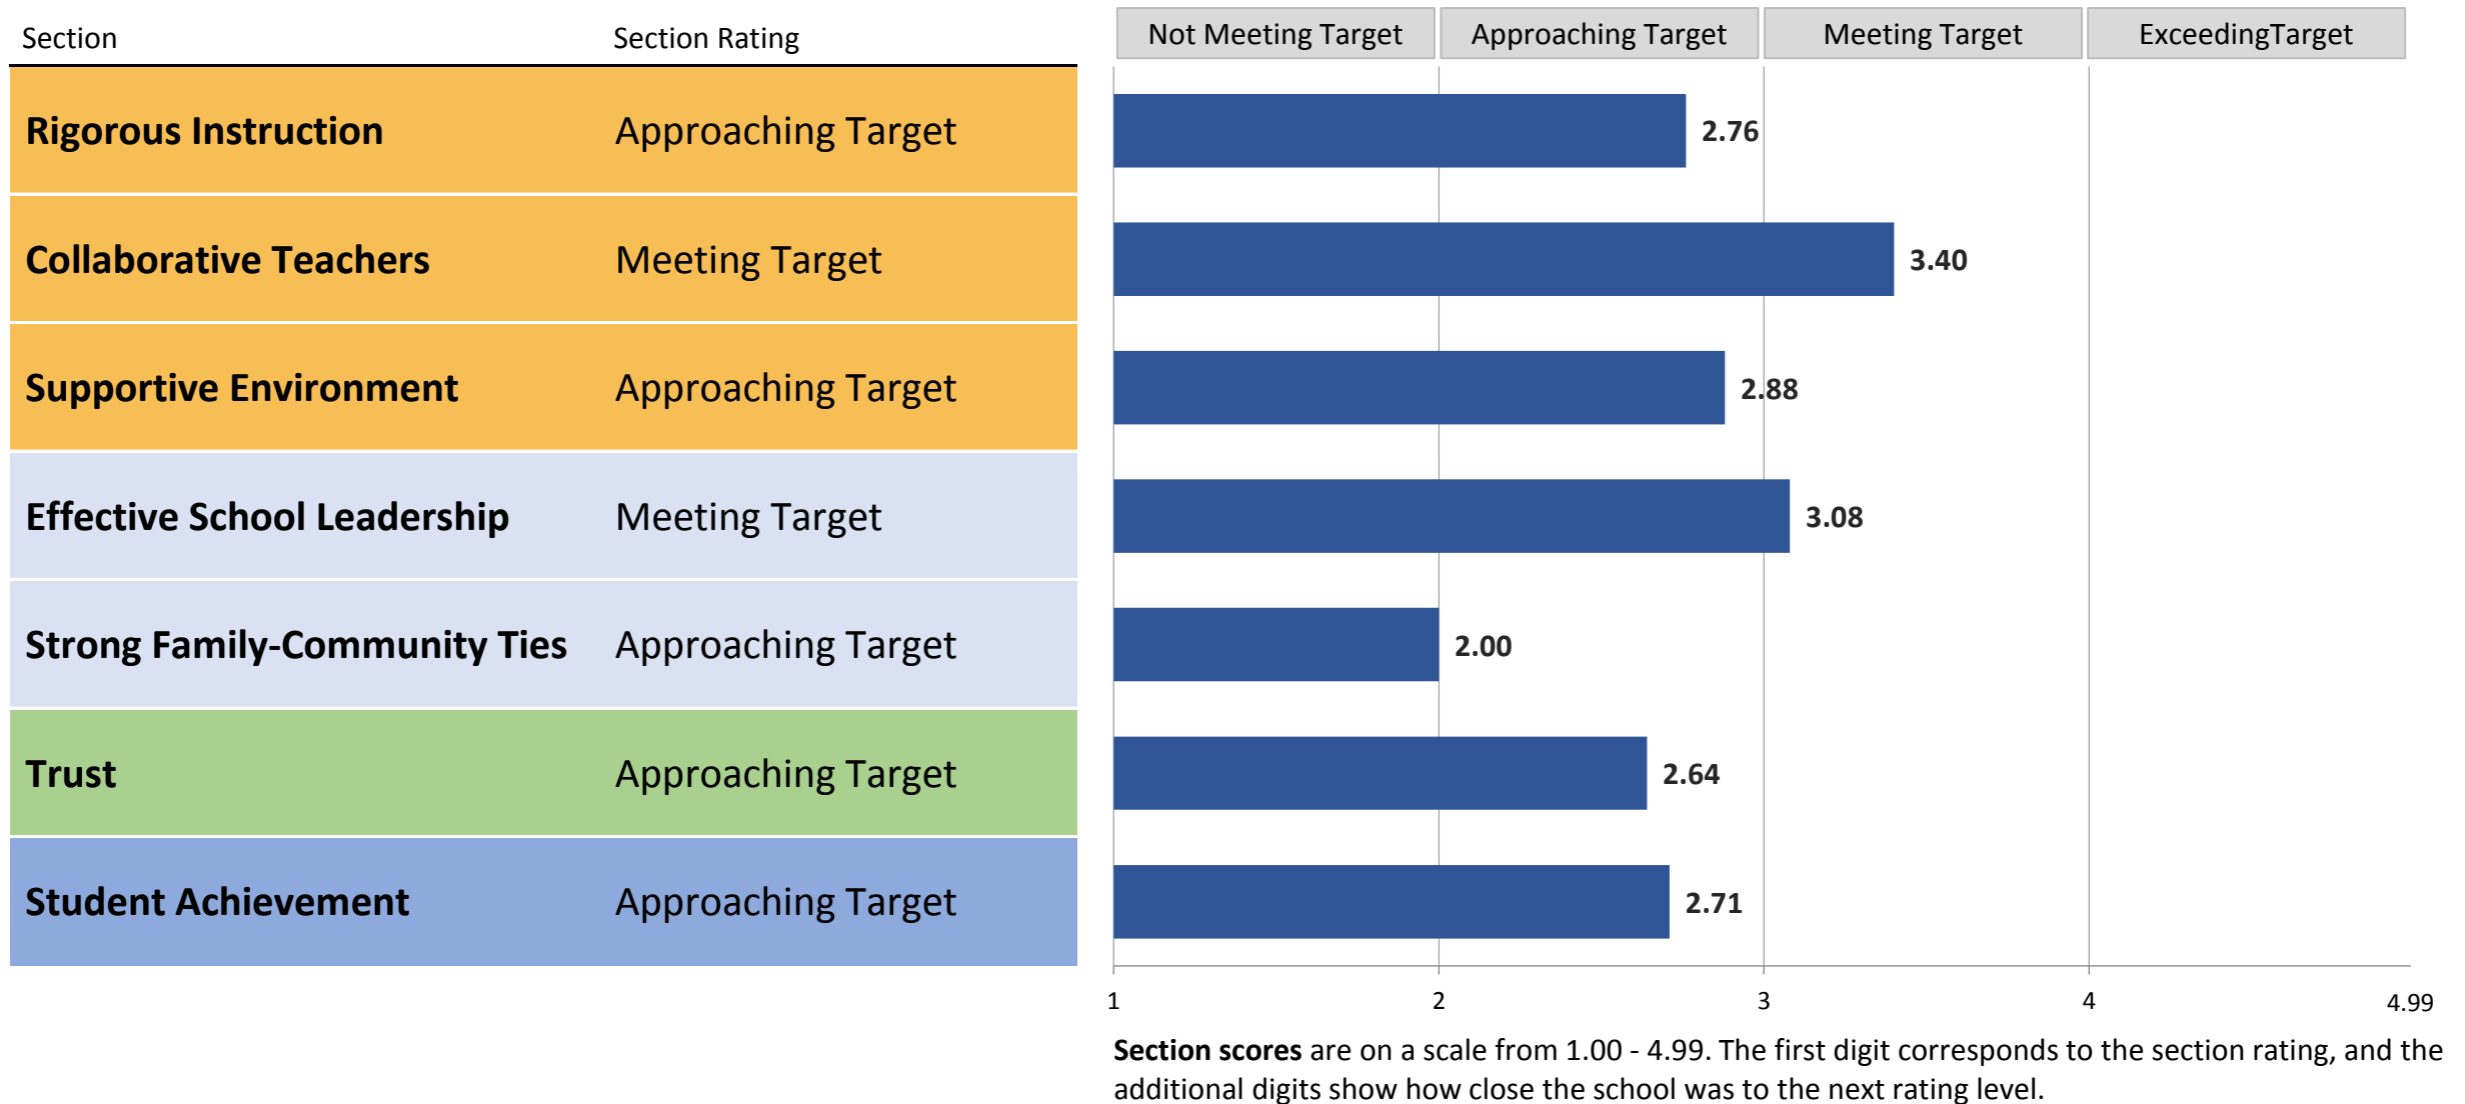 Section Section Rating Not Meeting Target Approaching Target Meeting Target ExceedingTarget
Rigorous Instruction Approaching Target 2.76
Collaborative Teachers Meeting Target 3.40
Supportive Environment Approaching Target 2.88
Effective School Leadership Meeting Target 3.08
Strong Family-Community Ties Approaching Target 2.00
Trust Approaching Target 2.64
Student Achievement Approaching Target 2.71
1 2 3 4 4.99
Section scores are on a scale from 1.00 - 4.99. The first digit corresponds to the section rating, and the
additional digits show how close the school was to the next rating level.